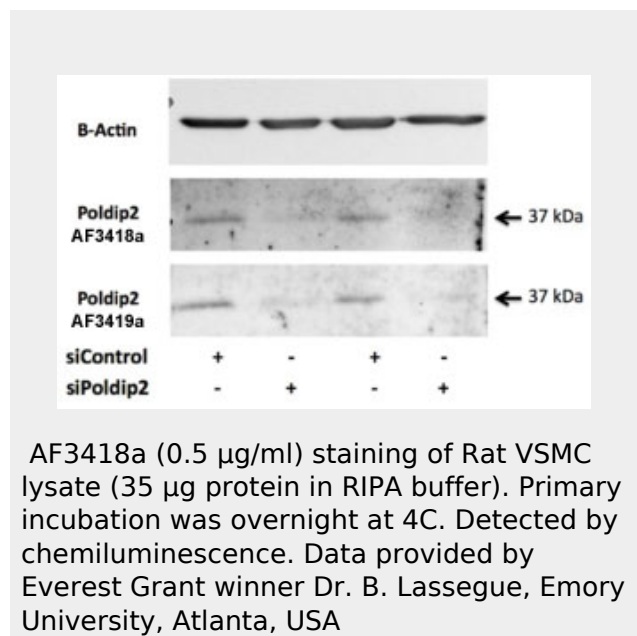 B-Actin
Poldip2
AF3418a
← 37 kDa
Poldip2
AF3419a
← 37 kDa
siControl + - + -
siPoldip2 - + - +
AF3418a (0.5 µg/ml) staining of Rat VSMC
lysate (35 µg protein in RIPA buffer). Primary
incubation was overnight at 4C. Detected by
chemiluminescence. Data provided by
Everest Grant winner Dr. B. Lassegue, Emory
University, Atlanta, USA